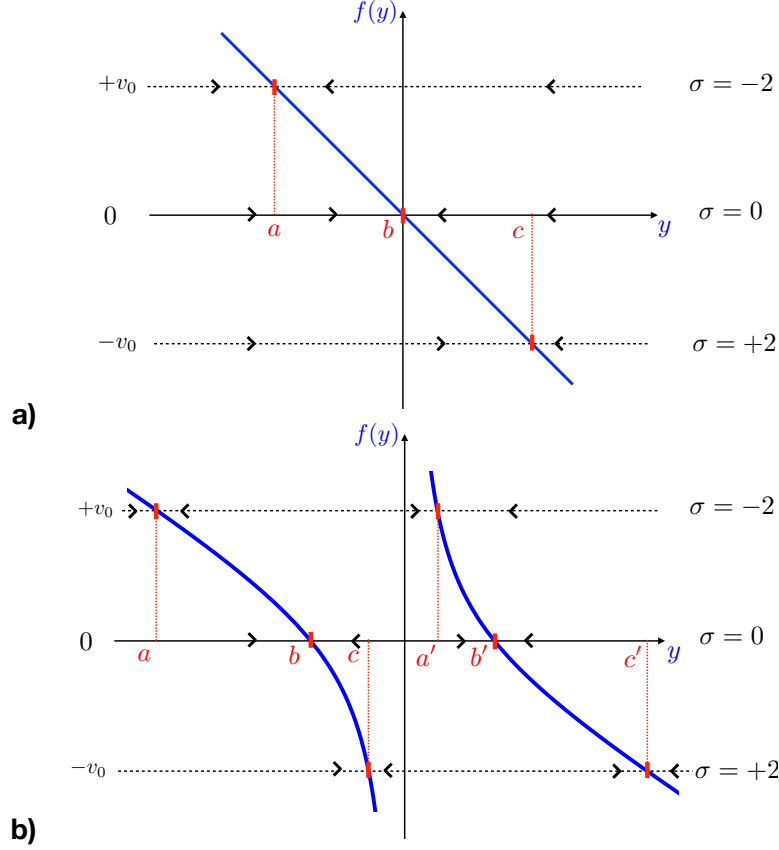 f(y)
+v₀ σ = −2
0 a b c y σ = 0
−v₀ σ = +2
a)
f(y)
+v₀ σ = −2
0 a b c a′ b′ c′ y σ = 0
−v₀ σ = +2
b)